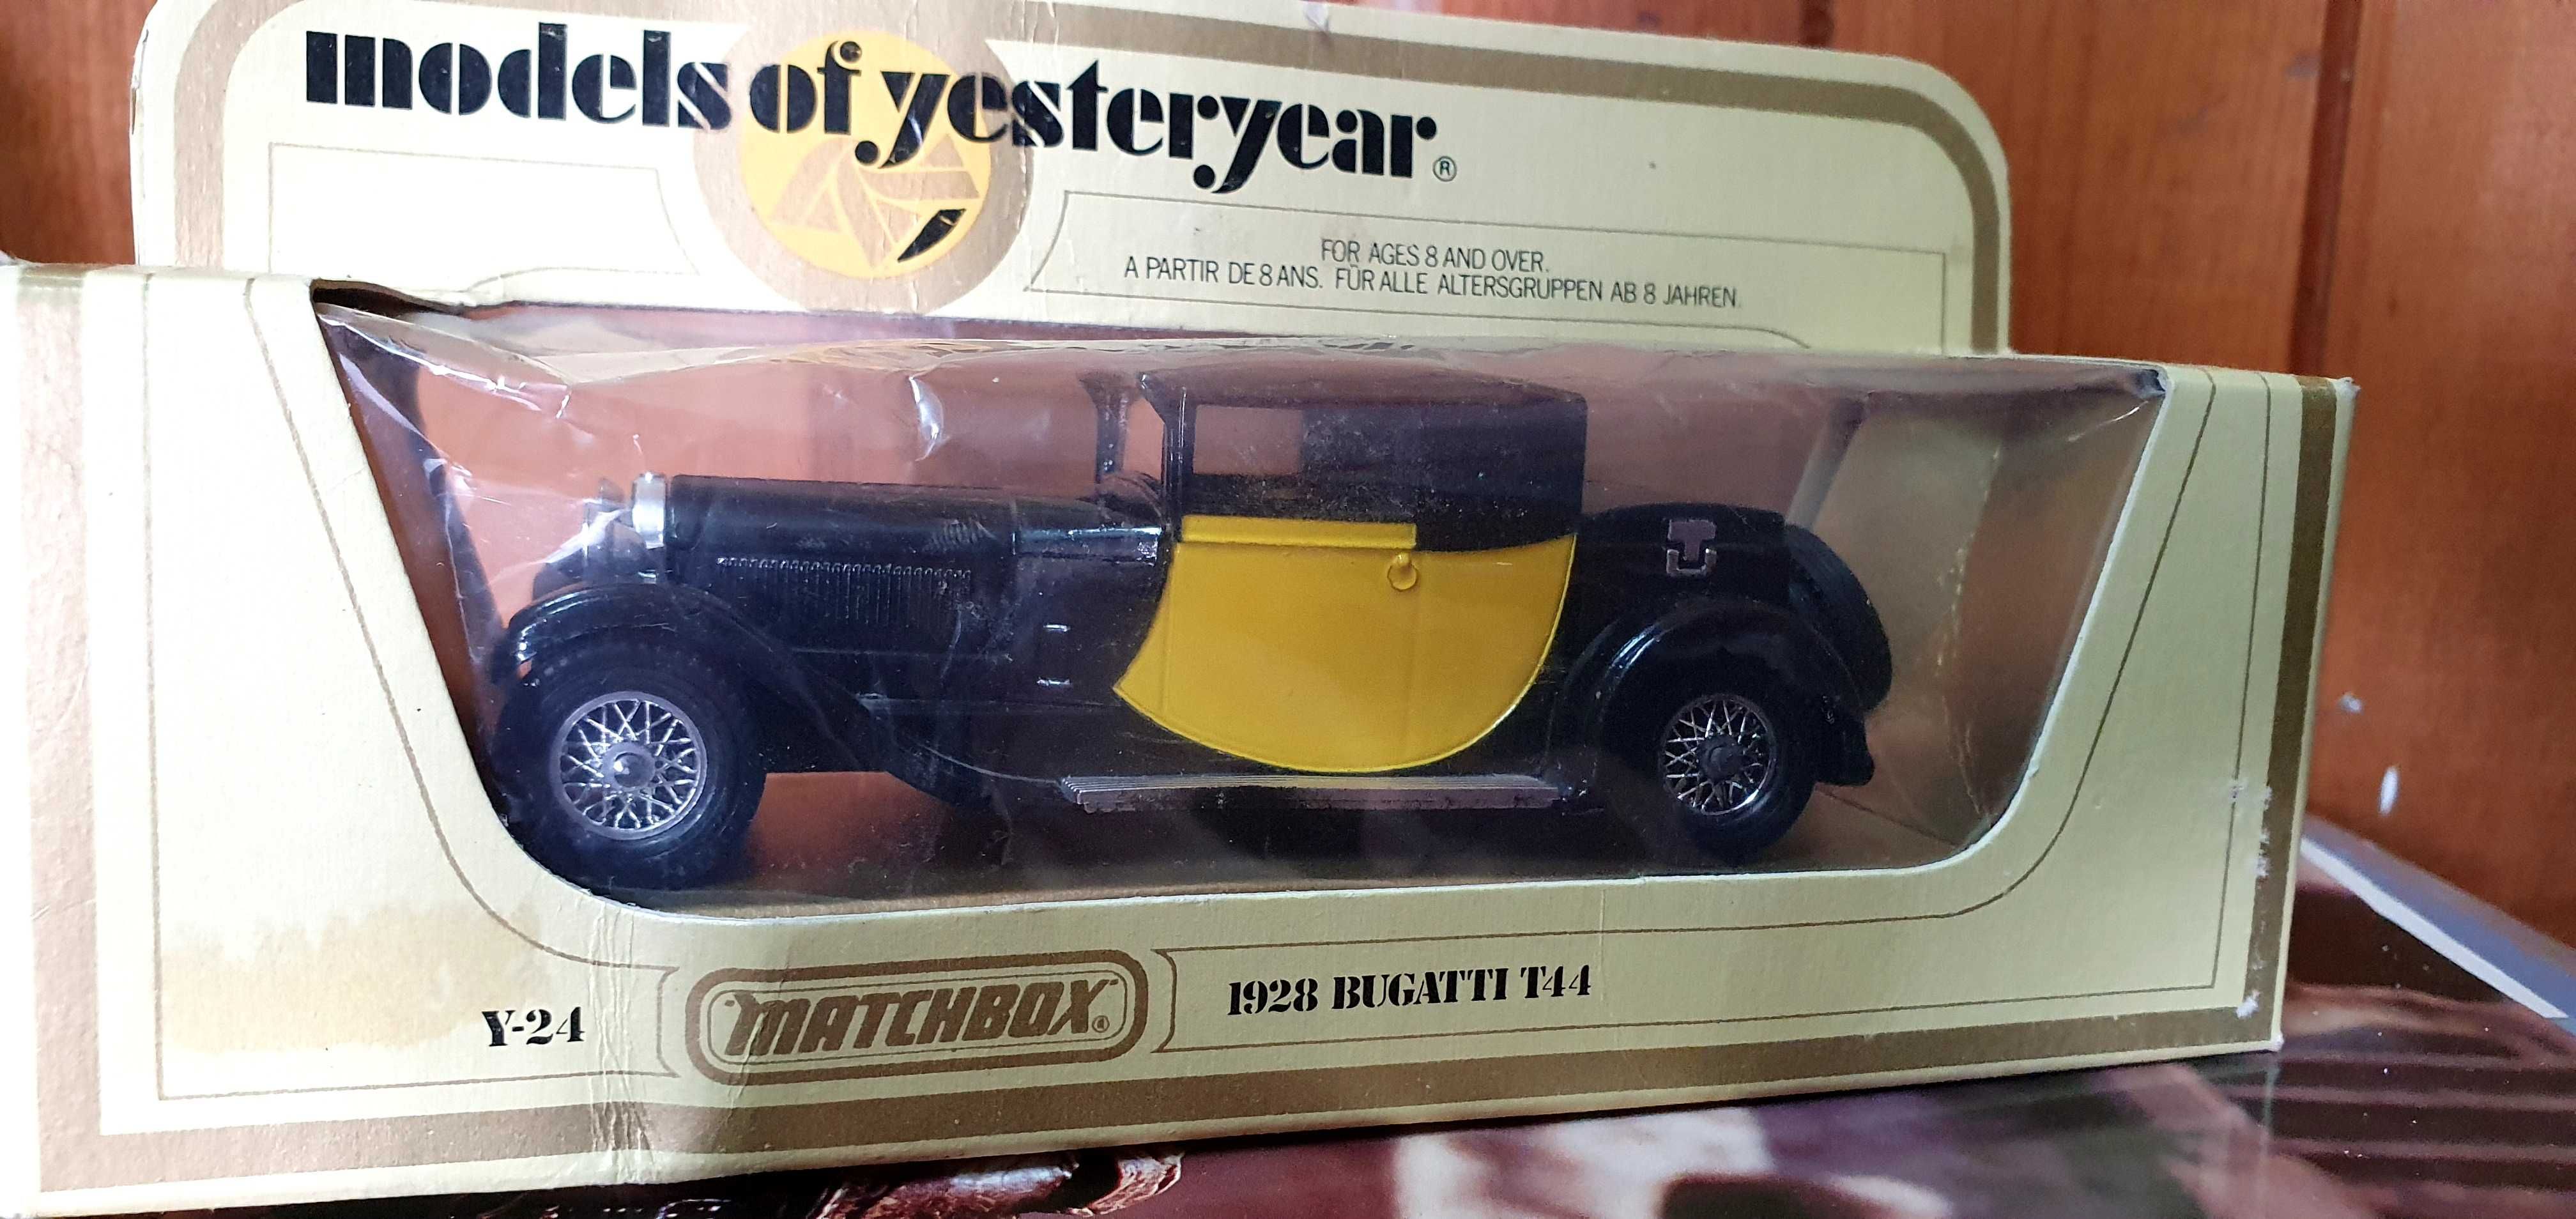 models of yesteryear®
FOR AGES 8 AND OVER.
A PARTIR DE 8 ANS. FÜR ALLE ALTERSGRUPPEN AB 8 JAHREN.
Y-24
"MATCHBOX"®
1928 BUGATTI T44